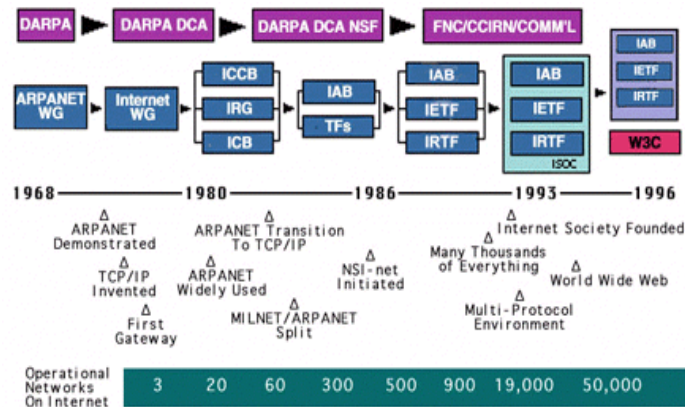 DARPA
DARPA DCA
DARPA DCA NSF
FNC/CCIRN/COMM'L
ARPANET
WG
Internet
WG
ICCB
IRG
ICB
IAB
TFs
IAB
IETF
IRTF
IAB
IETF
IRTF
ISOC
IAB
IETF
IRTF
W3C
1968 1980 1986 1993 1996
ARPANET
Demonstrated
TCP/IP
Invented
First
Gateway
ARPANET Transition
To TCP/IP
ARPANET
Widely Used
MILNET/ARPANET
Split
NSI-net
Initiated
Internet Society Founded
Many Thousands
of Everything
World Wide Web
Multi-Protocol
Environment
Operational
Networks
On Internet
3 20 60 300 500 900 19,000 50,000